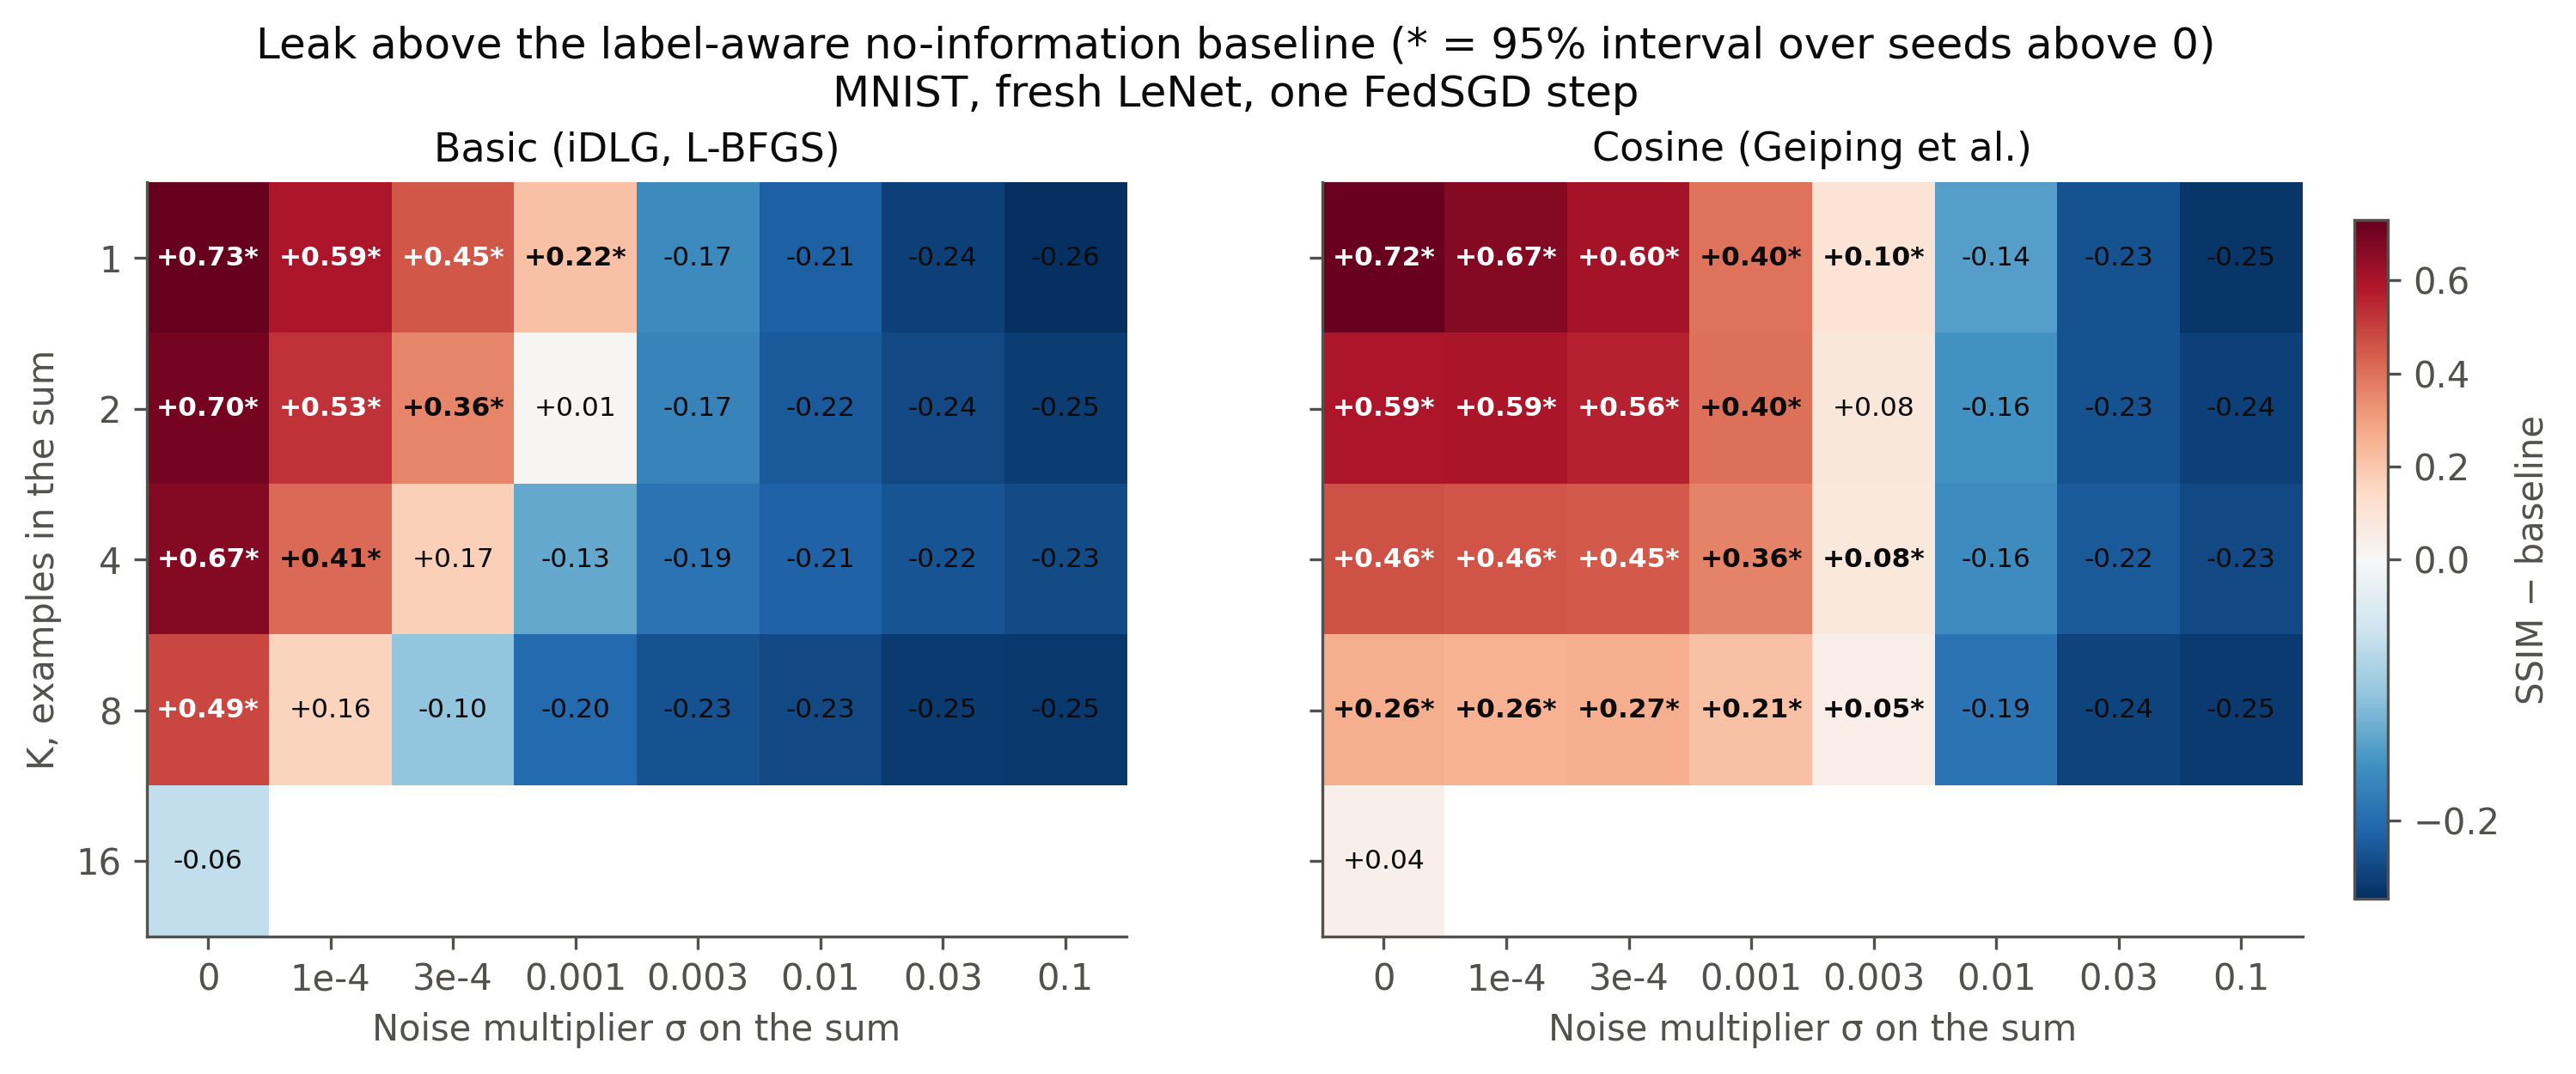 Leak above the label-aware no-information baseline (* = 95% interval over seeds above 0)
MNIST, fresh LeNet, one FedSGD step
Basic (iDLG, L-BFGS)
K, examples in the sum
1 +0.73* +0.59* +0.45* +0.22* -0.17 -0.21 -0.24 -0.26
2 +0.70* +0.53* +0.36* +0.01 -0.17 -0.22 -0.24 -0.25
4 +0.67* +0.41* +0.17 -0.13 -0.19 -0.21 -0.22 -0.23
8 +0.49* +0.16 -0.10 -0.20 -0.23 -0.23 -0.25 -0.25
16 -0.06
0 1e-4 3e-4 0.001 0.003 0.01 0.03 0.1
Noise multiplier σ on the sum
Cosine (Geiping et al.)
+0.72* +0.67* +0.60* +0.40* +0.10* -0.14 -0.23 -0.25
+0.59* +0.59* +0.56* +0.40* +0.08 -0.16 -0.23 -0.24
+0.46* +0.46* +0.45* +0.36* +0.08* -0.16 -0.22 -0.23
+0.26* +0.26* +0.27* +0.21* +0.05* -0.19 -0.24 -0.25
+0.04
0 1e-4 3e-4 0.001 0.003 0.01 0.03 0.1
Noise multiplier σ on the sum
0.6
0.4
0.2
0.0
−0.2
SSIM − baseline